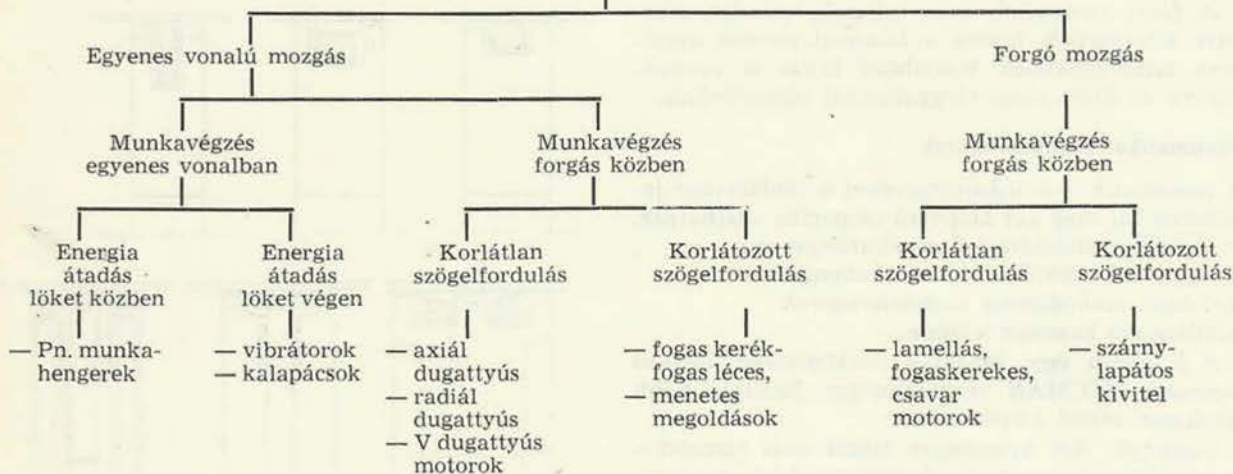 Egyenes vonalú mozgás
Forgó mozgás
Munkavégzés
egyenes vonalban
Munkavégzés
forgás közben
Munkavégzés
forgás közben
Energia
átadás
löket közben
Energia
átadás
löket végen
Korlátlan
szögelfordulás
Korlátozott
szögelfordulás
Korlátlan
szögelfordulás
Korlátozott
szögelfordulás
— Pn. munka-
hengerek
— vibrátorok
— kalapácsok
— axiál
dugattyús
— radiál
dugattyús
— V dugattyús
motorok
— fogas kerék-
fogas léces,
— menetes
megoldások
— lamellás,
fogaskerekes,
csavar
motorok
— szárny-
lapátos
kivitel